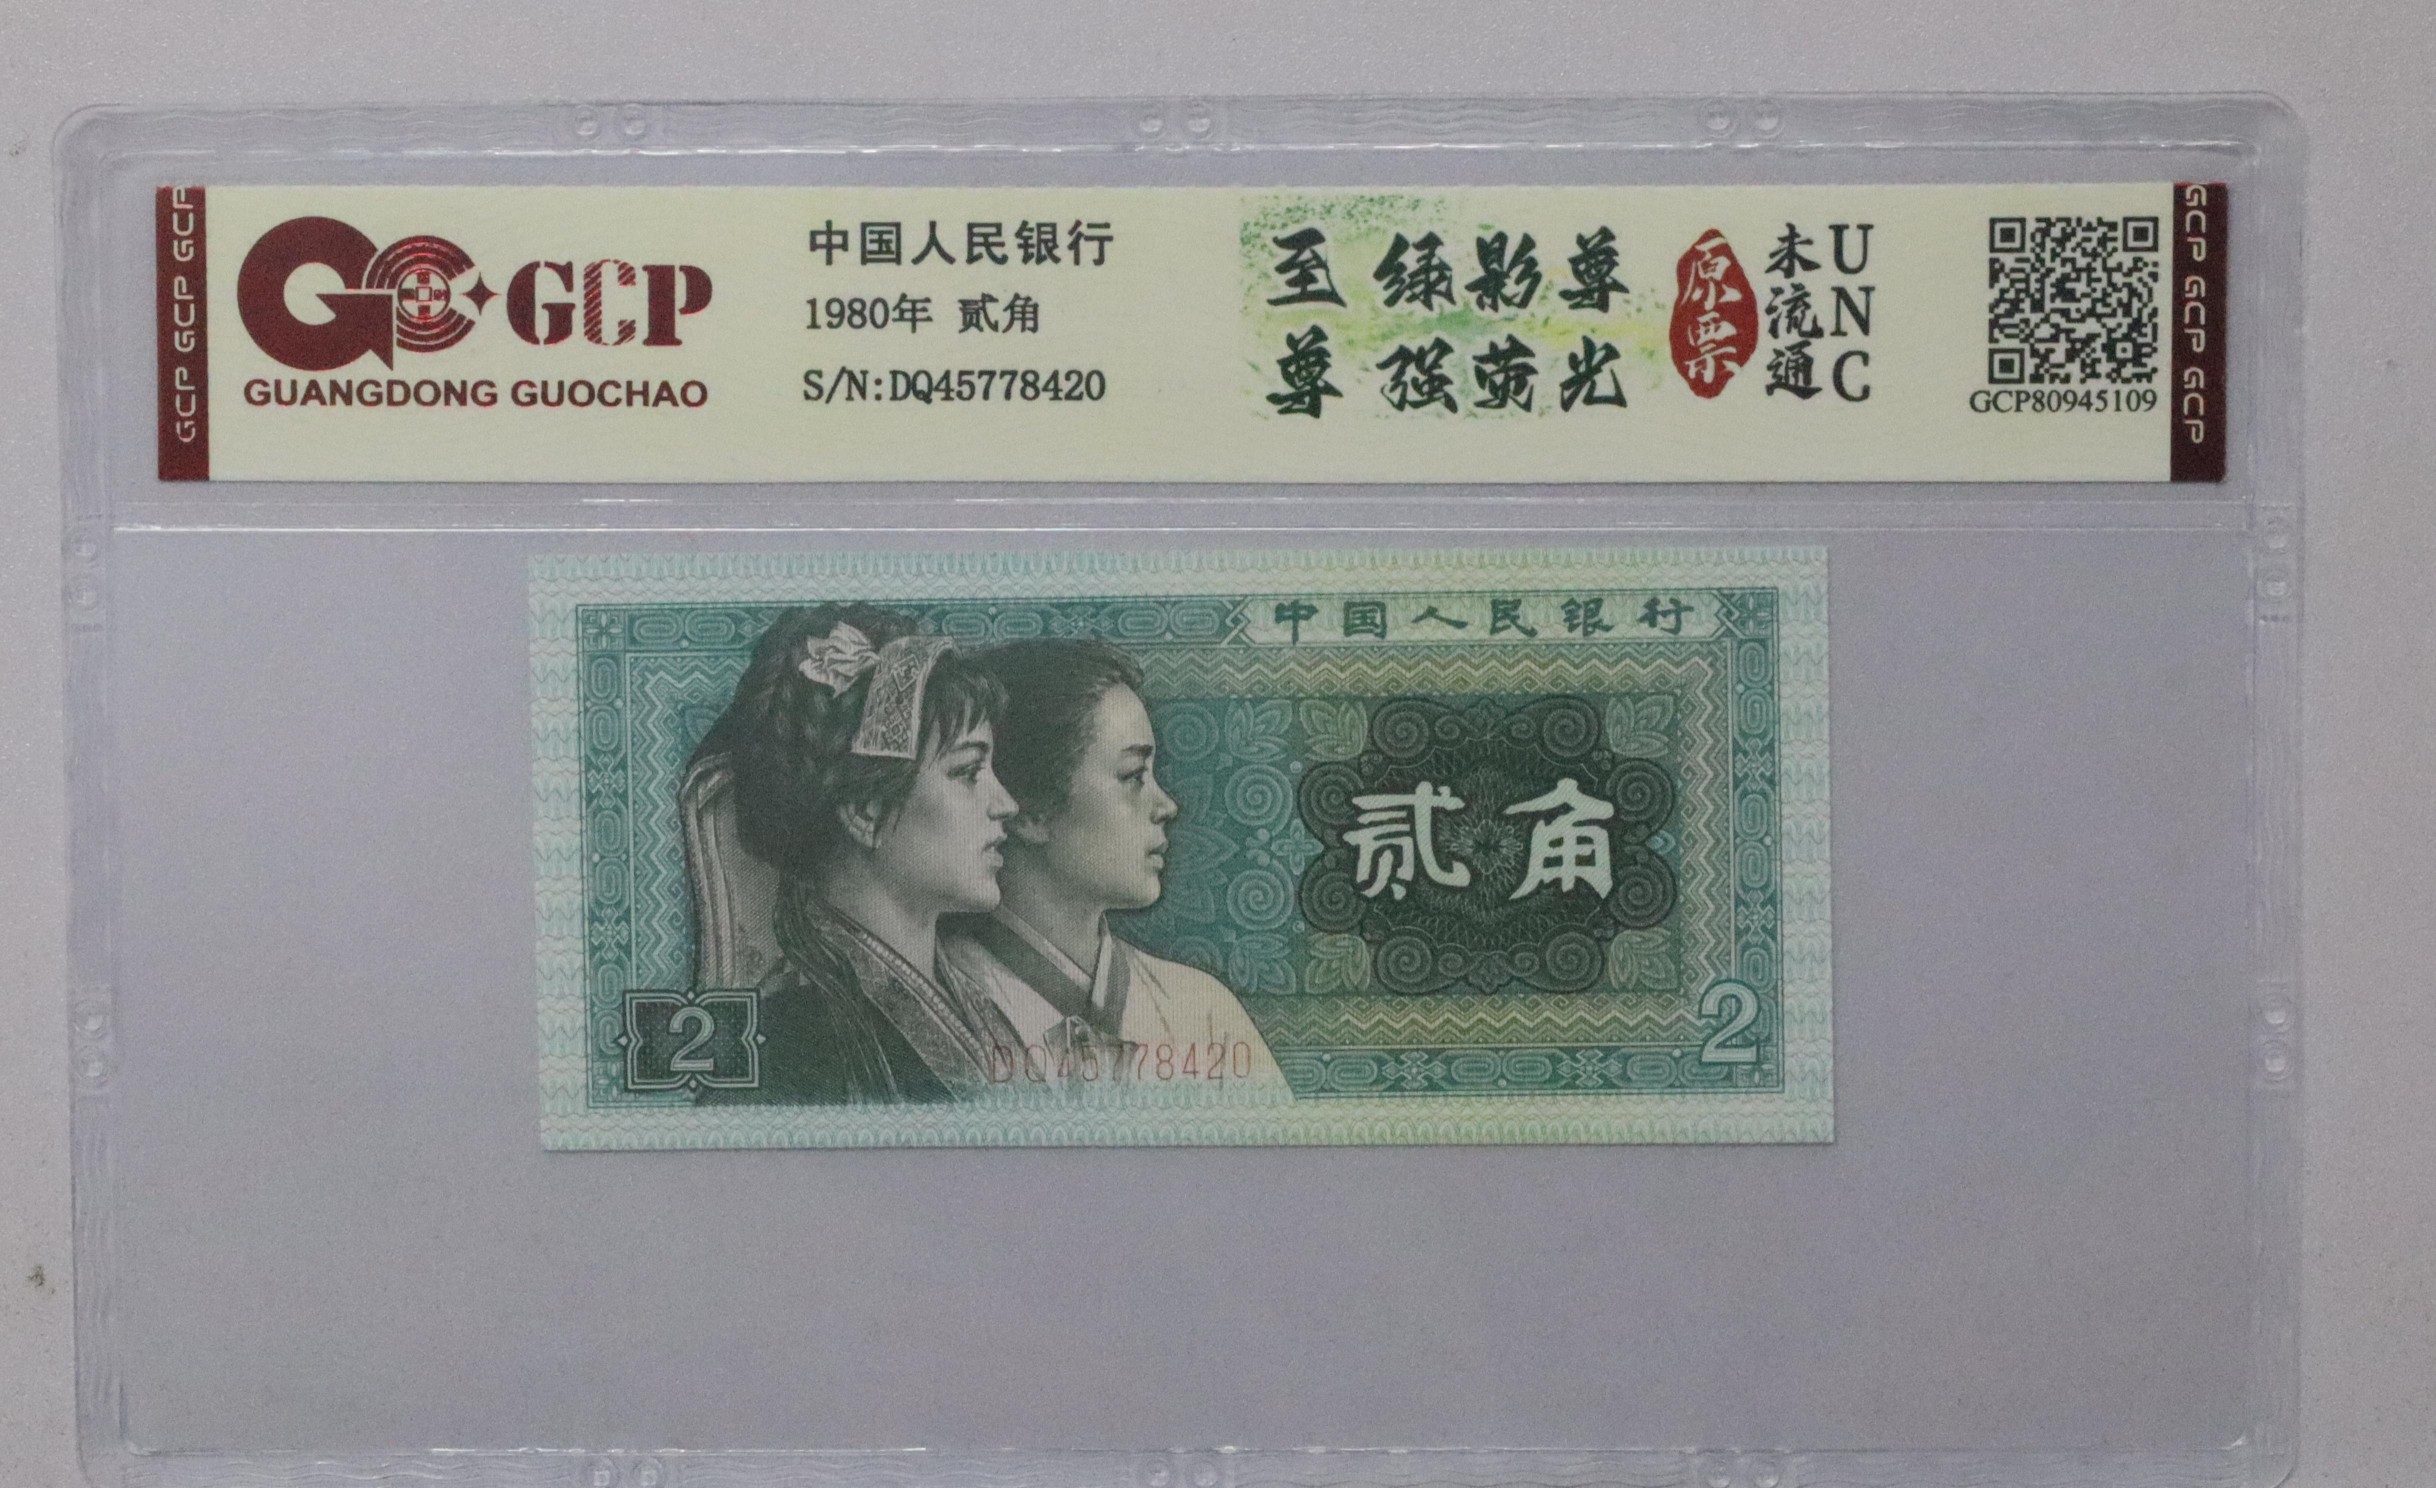 GCP GCP GCP
GCP
GUANGDONG GUOCHAO
中国人民银行
1980年 贰角
S/N:DQ45778420
至尊
绿影尊
强荧光
原票
未流通
UNC
GCP80945109
GCP GCP GCP
中国人民银行
贰角
2
2
DQ45778420